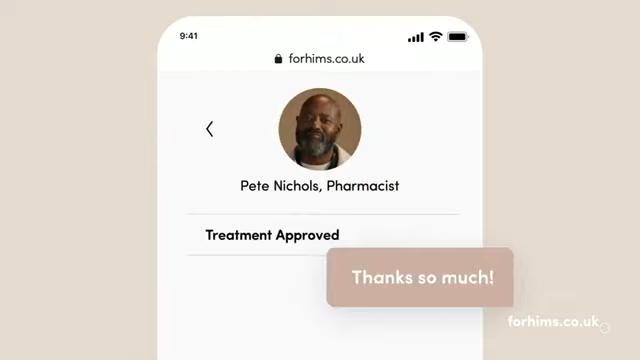 9:41
forhims.co.uk
Pete Nichols, Pharmacist
Treatment Approved
Thanks so much!
forhims.co.uk